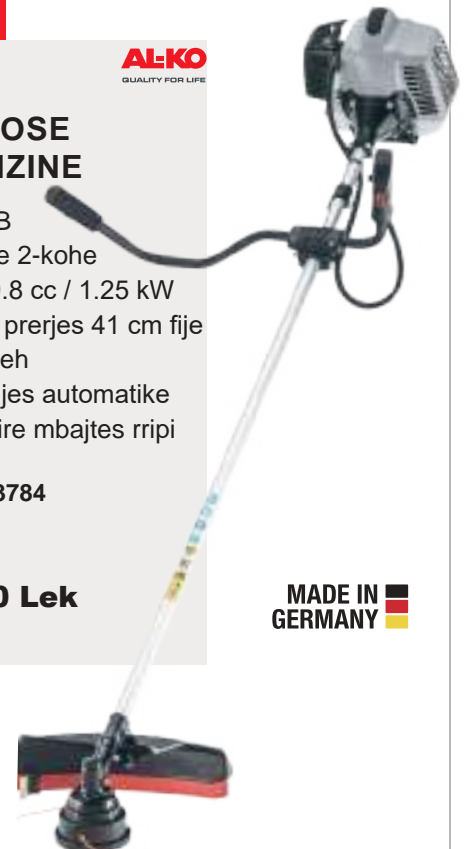 AL-KO
QUALITY FOR LIFE
OSE
NZINE
B
e 2-kohe
.8 cc / 1.25 kW
prerjes 41 cm fije
eh
jes automatike
ire mbajtes rripi
3784
0 Lek
MADE IN
GERMANY